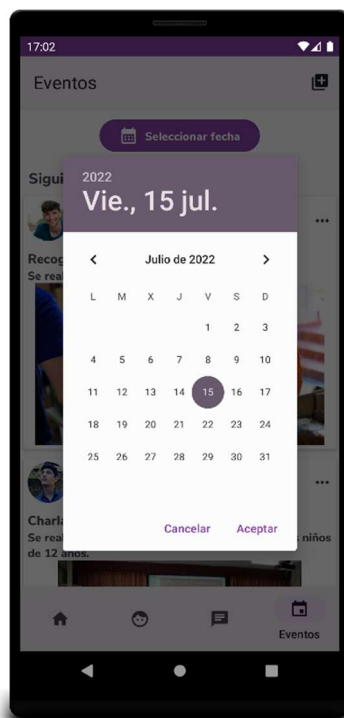 17:02
Eventos
Seleccionar fecha
Sigui
2022
Vie., 15 jul.
Recog
Se real
Julio de 2022
L M X J V S D
1 2 3
4 5 6 7 8 9 10
11 12 13 14 15 16 17
18 19 20 21 22 23 24
25 26 27 28 29 30 31
Cancelar Aceptar
Charla
Se real niños
de 12 años.
Eventos